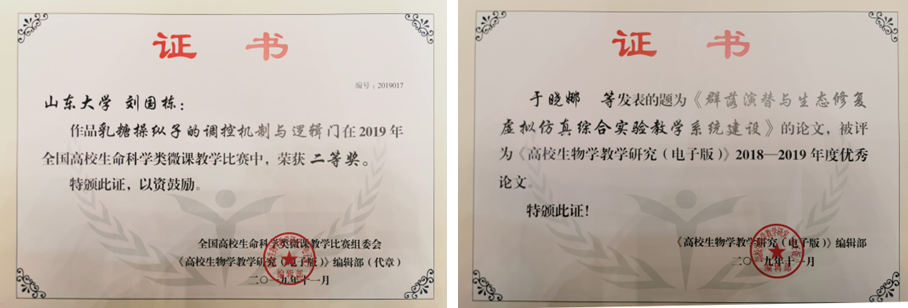 证 书
编号：2019017
山东大学 刘国栋：
作品乳糖操纵子的调控机制与逻辑门在 2019 年
全国高校生命科学类微课教学比赛中，荣获 二等奖。
特颁此证，以资鼓励。
全国高校生命科学类微课教学比赛组委会
《高校生物学教学研究（电子版）》编辑部（代章）
二〇一九年十一月
证 书
于晓娜 等发表的题为《群落演替与生态修复
虚拟仿真综合实验教学系统建设》的论文，被评
为《高校生物学教学研究（电子版）》2018—2019 年度优秀
论文。
特颁此证！
《高校生物学教学研究（电子版）》编辑部
二〇一九年十一月